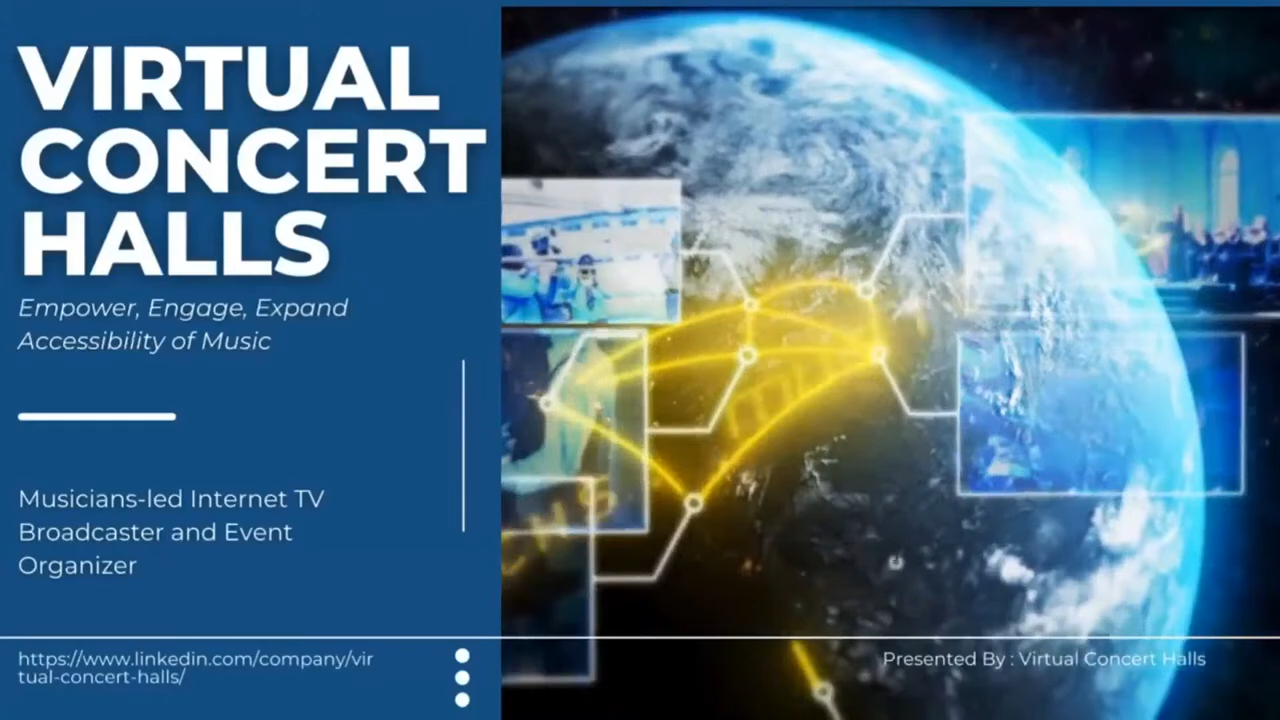 VIRTUAL
CONCERT
HALLS
Empower, Engage, Expand
Accessibility of Music
Musicians-led Internet TV
Broadcaster and Event
Organizer
https://www.linkedin.com/company/vir
tual-concert-halls/
Presented By : Virtual Concert Halls